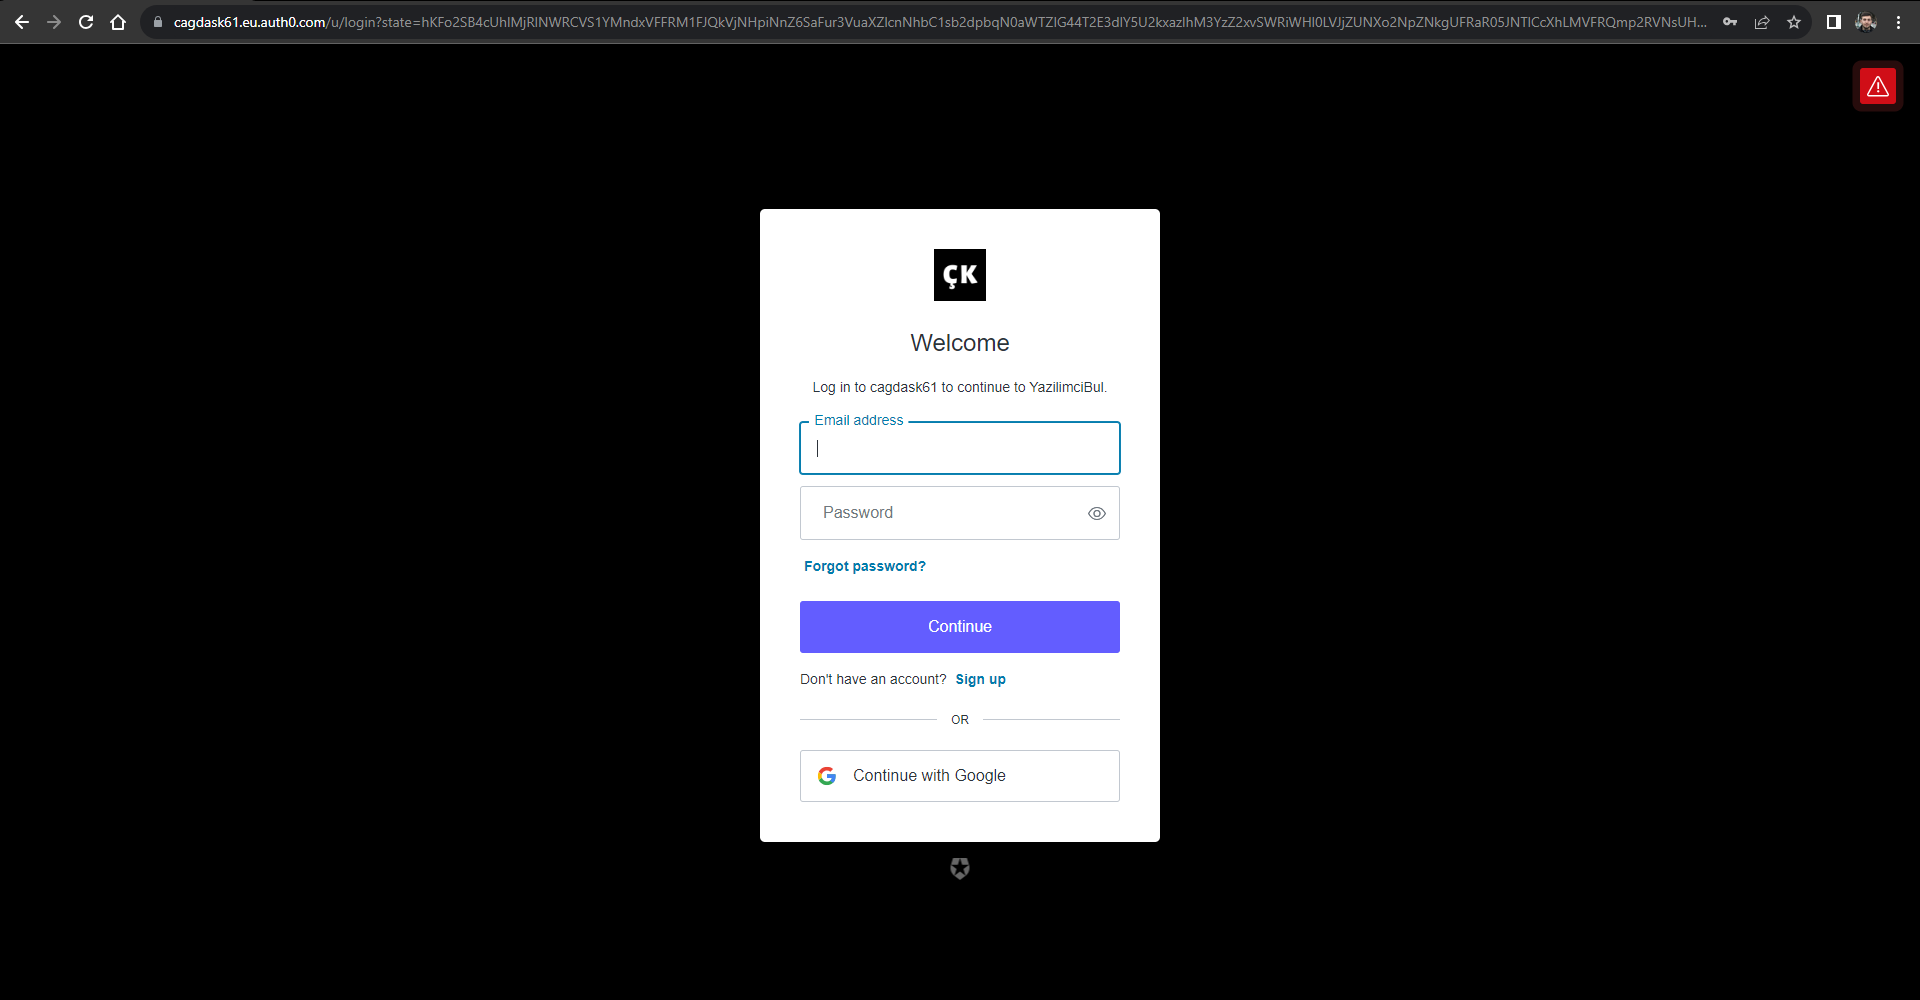 cagdask61.eu.auth0.com/u/login?state=
ÇK
Welcome
Log in to cagdask61 to continue to YazilimciBul.
Email address
Password
Forgot password?
Continue
Don't have an account? Sign up
OR
Continue with Google